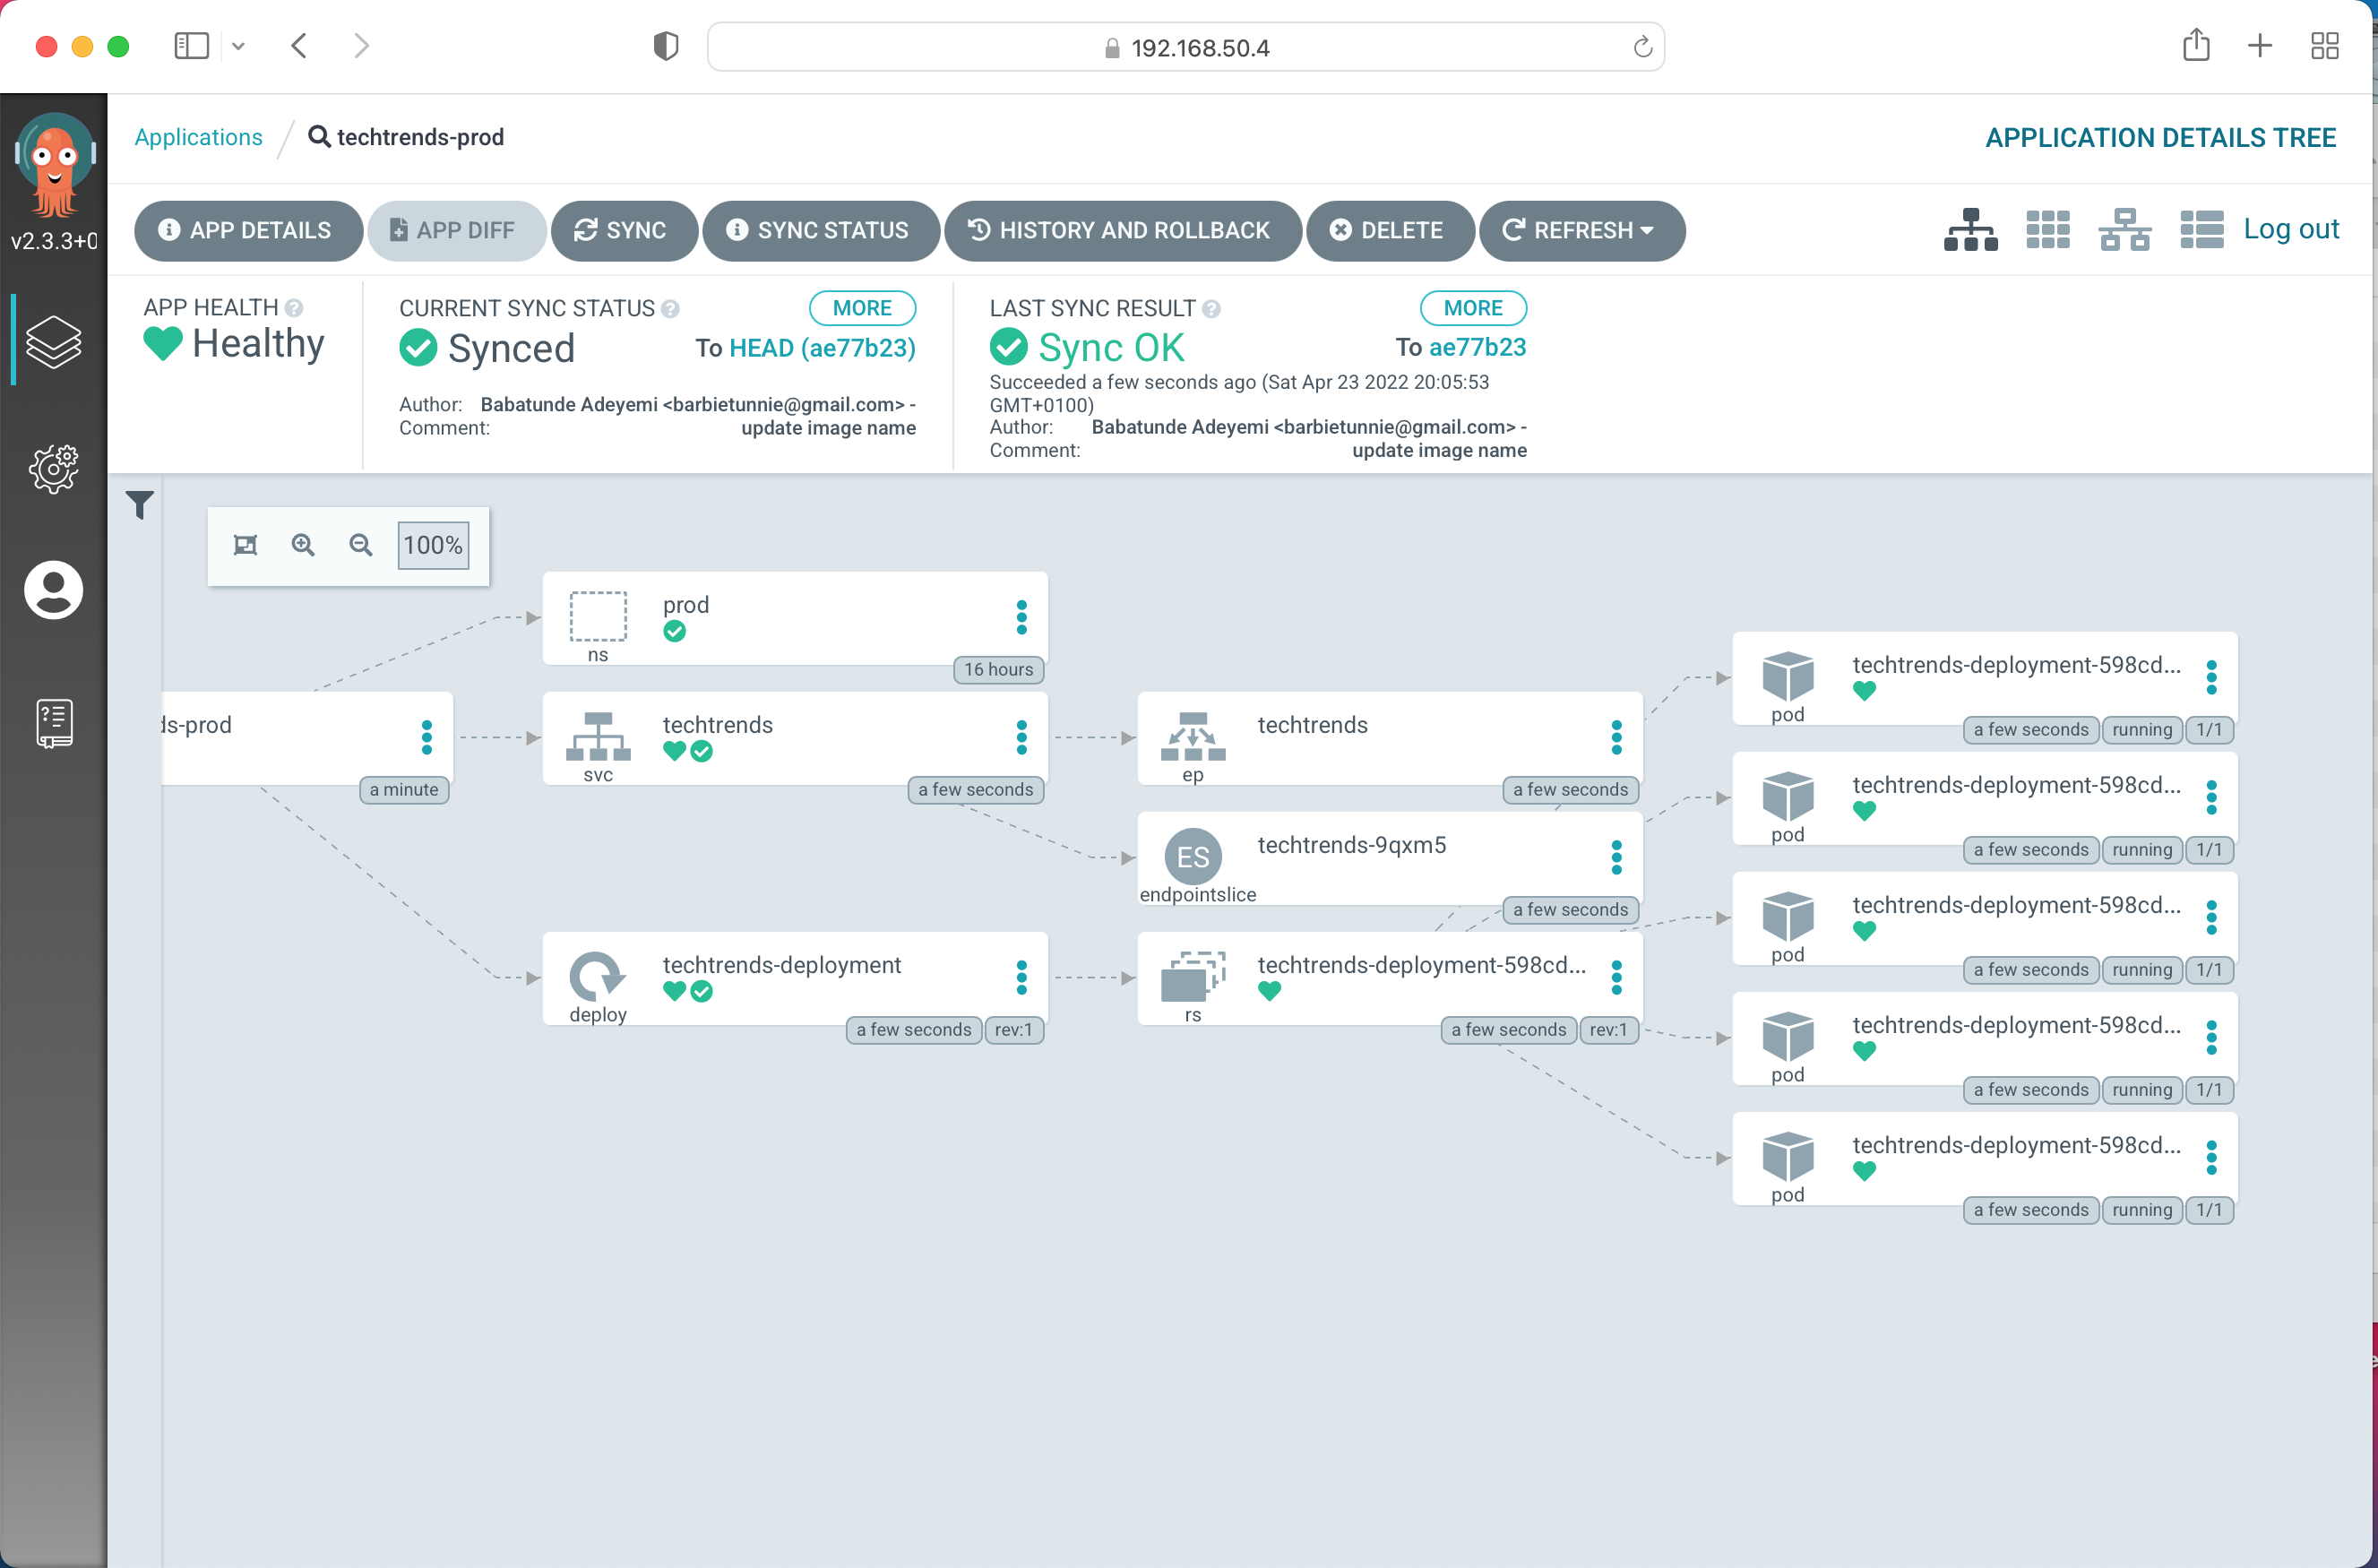 192.168.50.4
v2.3.3+0
Applications
techtrends-prod
APPLICATION DETAILS TREE
APP DETAILS
APP DIFF
SYNC
SYNC STATUS
HISTORY AND ROLLBACK
DELETE
REFRESH
Log out
APP HEALTH
Healthy
CURRENT SYNC STATUS
MORE
Synced
To HEAD (ae77b23)
Author: Babatunde Adeyemi <barbietunnie@gmail.com> -
Comment: update image name
LAST SYNC RESULT
MORE
Sync OK
To ae77b23
Succeeded a few seconds ago (Sat Apr 23 2022 20:05:53
GMT+0100)
Author: Babatunde Adeyemi <barbietunnie@gmail.com> -
Comment: update image name
100%
ds-prod
a minute
prod
ns
16 hours
techtrends
svc
a few seconds
techtrends-deployment
deploy
a few seconds rev:1
techtrends
ep
a few seconds
ES
techtrends-9qxm5
endpointslice
a few seconds
techtrends-deployment-598cd...
rs
a few seconds rev:1
techtrends-deployment-598cd...
pod
a few seconds running 1/1
techtrends-deployment-598cd...
pod
a few seconds running 1/1
techtrends-deployment-598cd...
pod
a few seconds running 1/1
techtrends-deployment-598cd...
pod
a few seconds running 1/1
techtrends-deployment-598cd...
pod
a few seconds running 1/1